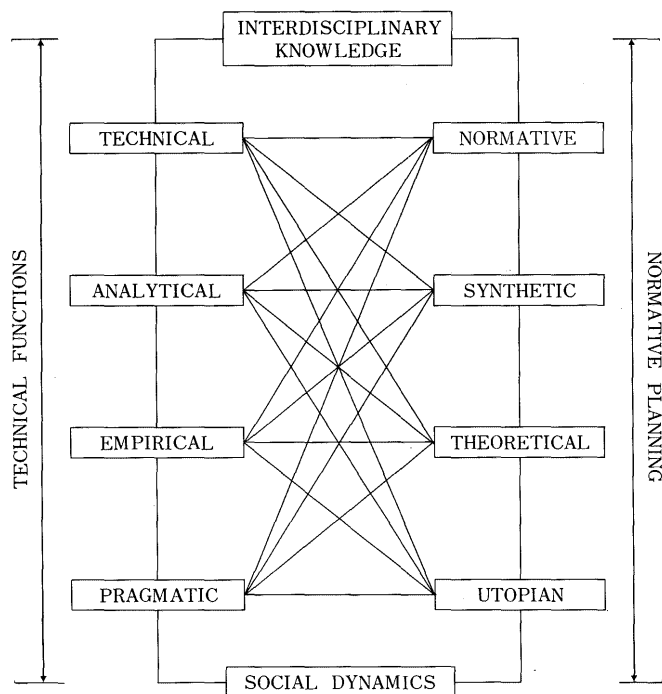 INTERDISCIPLINARY
KNOWLEDGE
TECHNICAL
NORMATIVE
ANALYTICAL
SYNTHETIC
EMPIRICAL
THEORETICAL
PRAGMATIC
UTOPIAN
SOCIAL DYNAMICS
TECHNICAL FUNCTIONS
NORMATIVE PLANNING